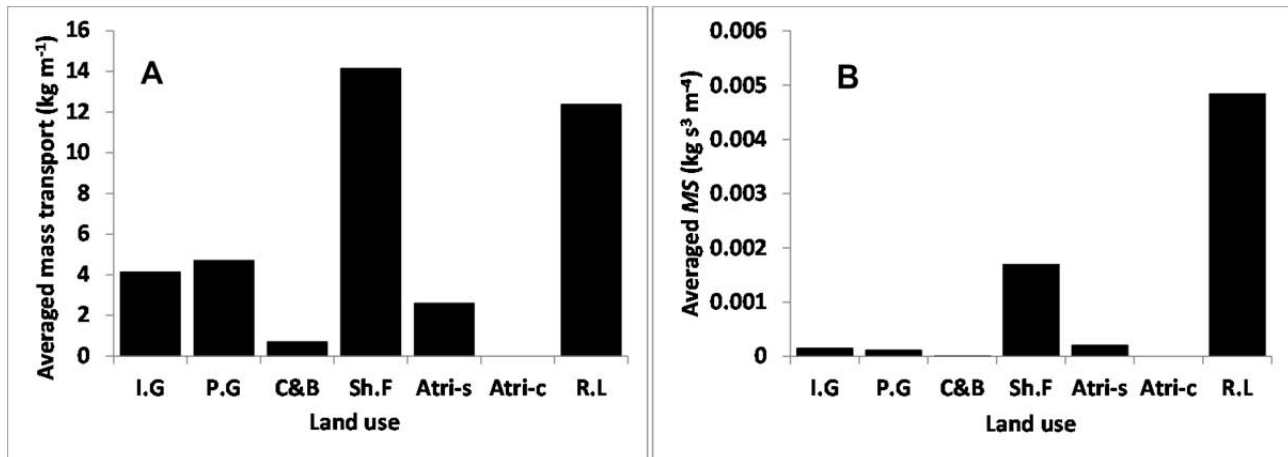 A
Averaged mass transport (kg m⁻¹)
16
14
12
10
8
6
4
2
0
I.G P.G C&B Sh.F Atri-s Atri-c R.L
Land use
B
Averaged MS (kg s³ m⁻⁴)
0.006
0.005
0.004
0.003
0.002
0.001
0
I.G P.G C&B Sh.F Atri-s Atri-c R.L
Land use